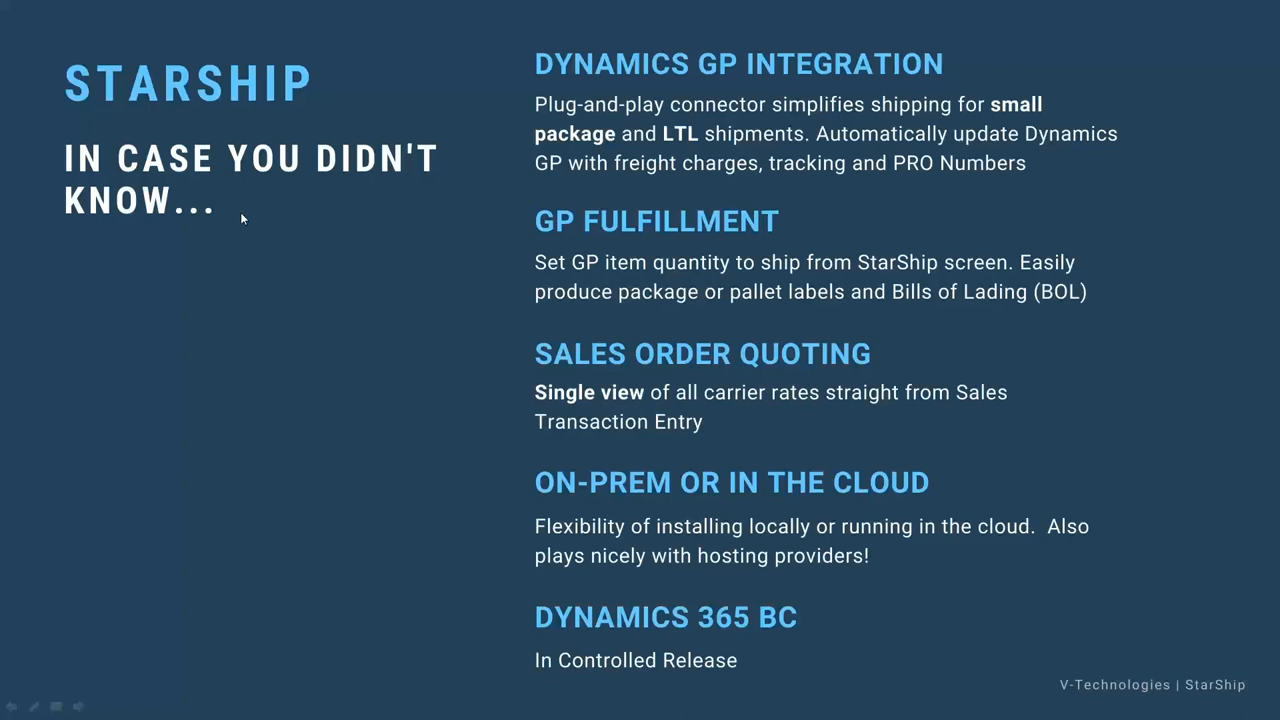 STARSHIP
IN CASE YOU DIDN'T
KNOW...
DYNAMICS GP INTEGRATION
Plug-and-play connector simplifies shipping for small
package and LTL shipments. Automatically update Dynamics
GP with freight charges, tracking and PRO Numbers
GP FULFILLMENT
Set GP item quantity to ship from StarShip screen. Easily
produce package or pallet labels and Bills of Lading (BOL)
SALES ORDER QUOTING
Single view of all carrier rates straight from Sales
Transaction Entry
ON-PREM OR IN THE CLOUD
Flexibility of installing locally or running in the cloud.  Also
plays nicely with hosting providers!
DYNAMICS 365 BC
In Controlled Release
V-Technologies | StarShip